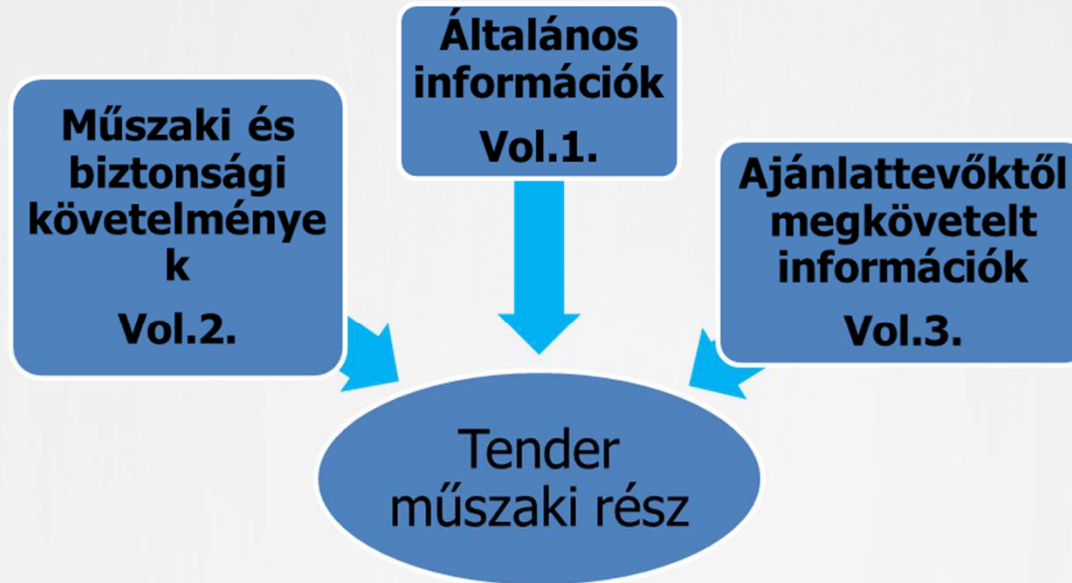 Általános
információk
Vol.1.
Műszaki és
biztonsági
követelménye
k
Vol.2.
Ajánlattevőktől
megkövetelt
információk
Vol.3.
Tender
műszaki rész